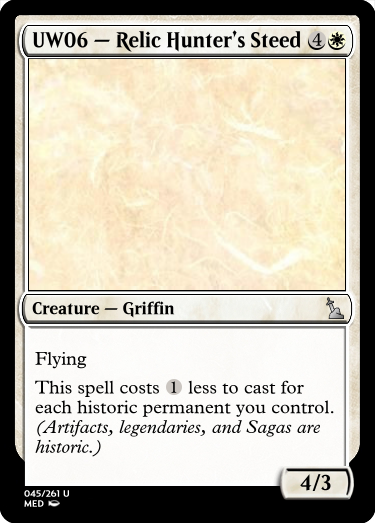 UW06 — Relic Hunter's Steed 4
Creature — Griffin
Flying
This spell costs 1 less to cast for
each historic permanent you control.
(Artifacts, legendaries, and Sagas are
historic.)
4/3
045/261 U
MED